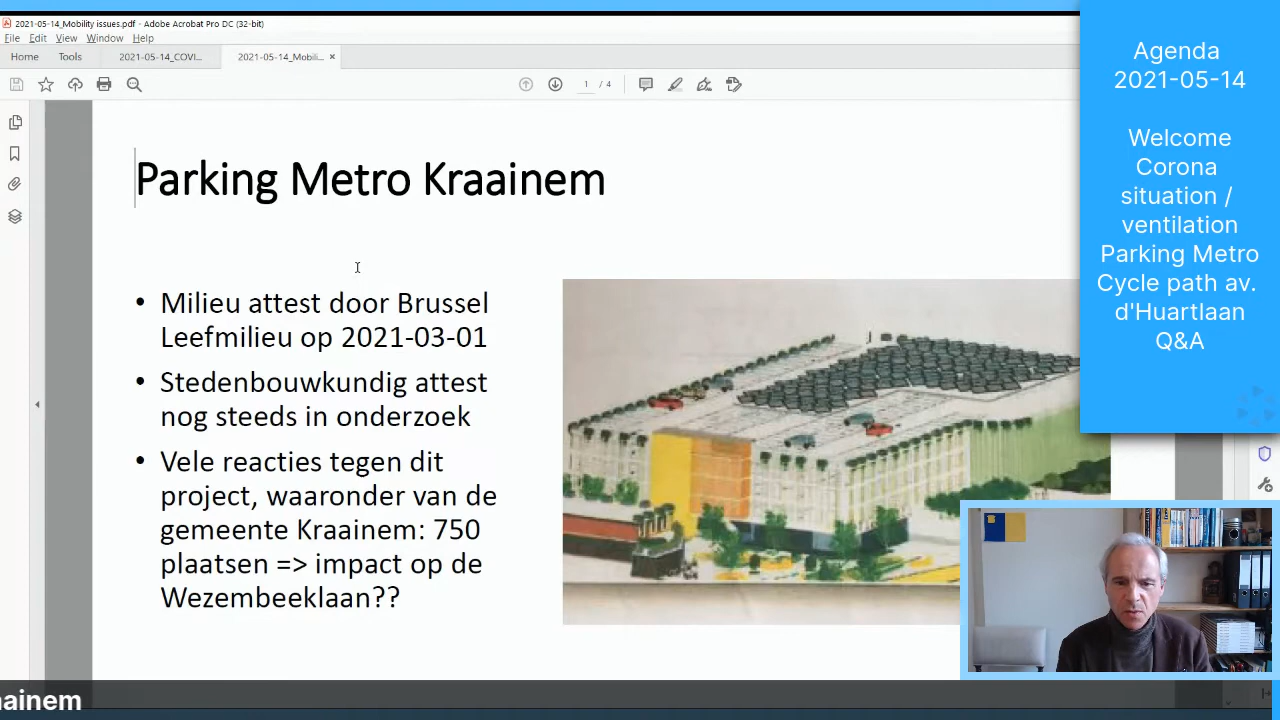 2021-05-14_Mobility issues.pdf - Adobe Acrobat Pro DC (32-bit)
File Edit View Window Help
Home Tools 2021-05-14_COVI... 2021-05-14_Mobili... ×
1 / 4
Parking Metro Kraainem
• Milieu attest door Brussel
Leefmilieu op 2021-03-01
• Stedenbouwkundig attest
nog steeds in onderzoek
• Vele reacties tegen dit
project, waaronder van de
gemeente Kraainem: 750
plaatsen => impact op de
Wezembeeklaan??
Agenda
2021-05-14
Welcome
Corona
situation /
ventilation
Parking Metro
Cycle path av.
d'Huartlaan
Q&A
ainem